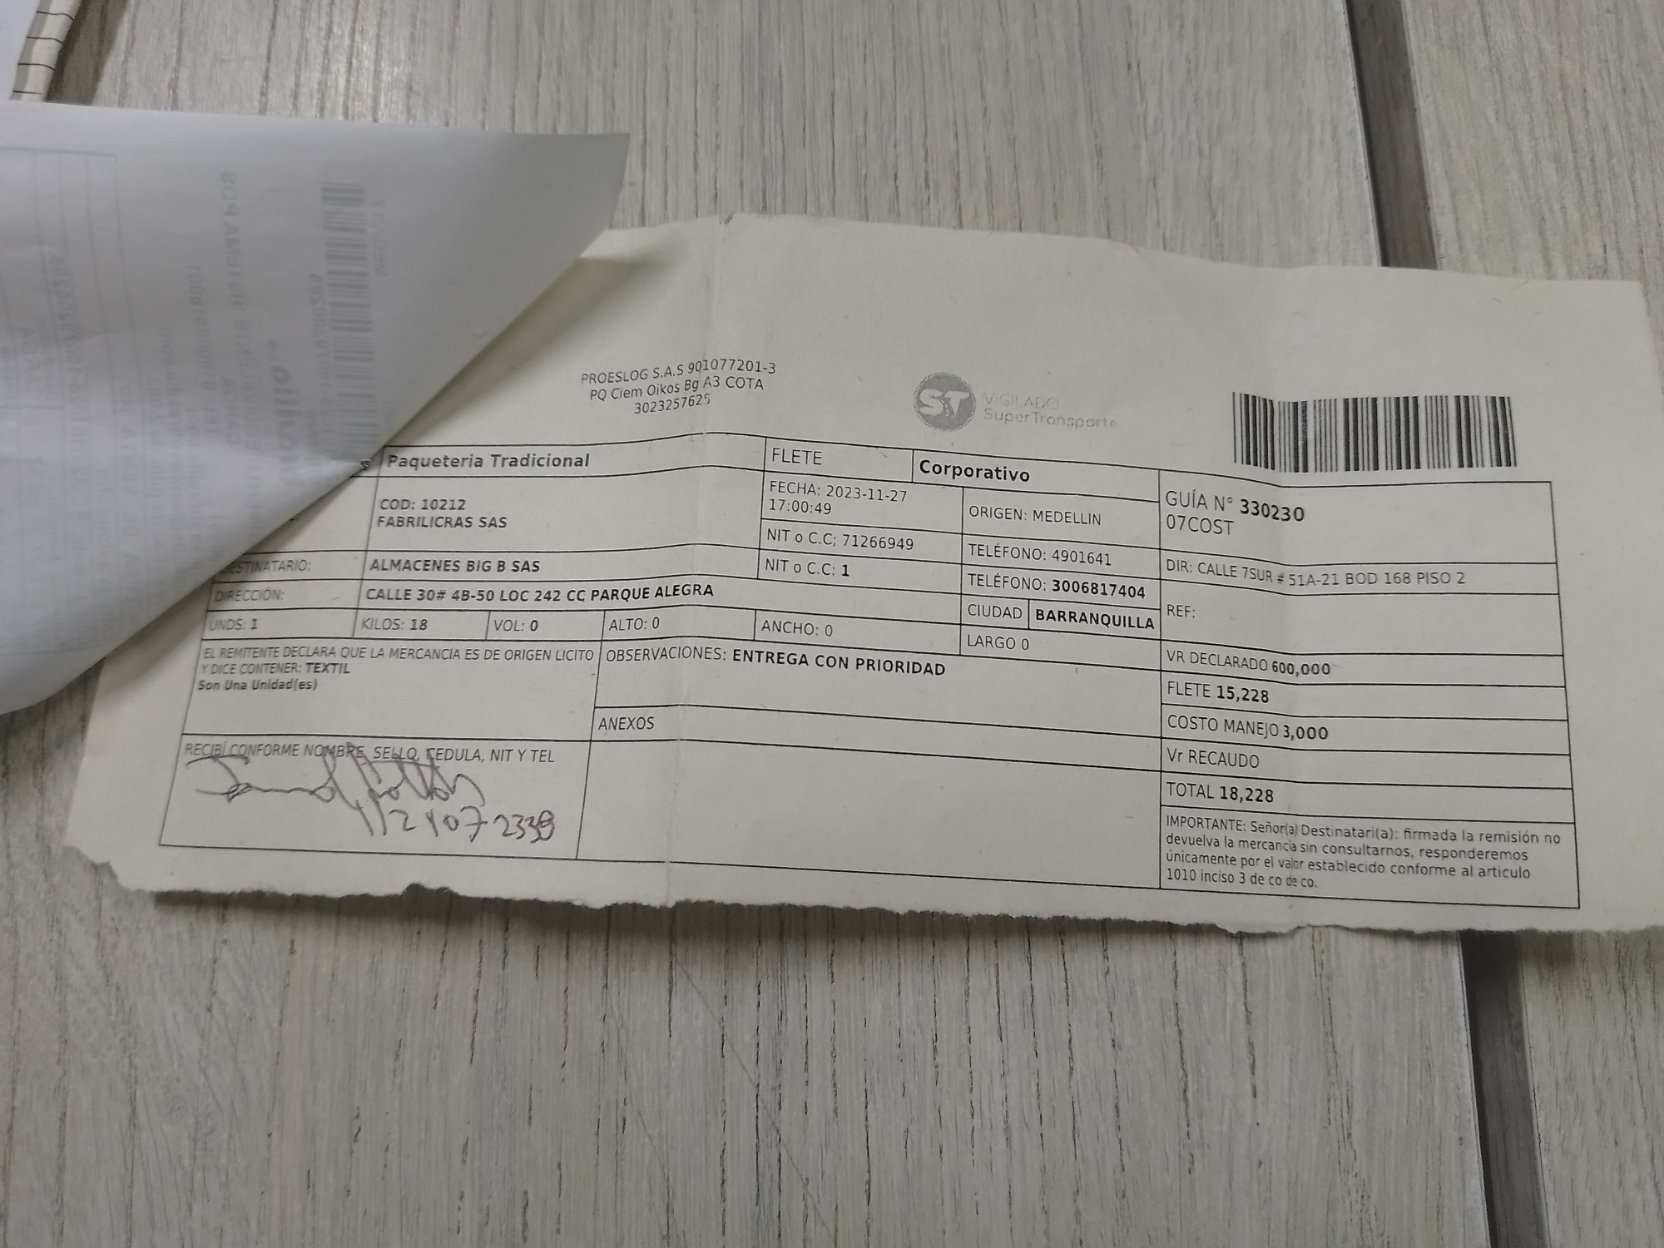 PROESLOG S.A.S 901077201-3
PQ Ciem Oikos Bg A3 COTA
3023257625
ST
VIGILADO
SuperTransporte
Paqueteria Tradicional
FLETE
Corporativo
COD: 10212
FABRILICRAS SAS
FECHA: 2023-11-27
17:00:49
ORIGEN: MEDELLIN
GUÍA N° 330230
07COST
NIT o C.C: 71266949
TELÉFONO: 4901641
DIR: CALLE 7SUR # 51A-21 BOD 168 PISO 2
DESTINATARIO:
ALMACENES BIG B SAS
NIT o C.C: 1
TELÉFONO: 3006817404
DIRECCION:
CALLE 30# 4B-50 LOC 242 CC PARQUE ALEGRA
CIUDAD
BARRANQUILLA
REF:
UNDS: 1
KILOS: 18
VOL: 0
ALTO: 0
ANCHO: 0
LARGO 0
EL REMITENTE DECLARA QUE LA MERCANCIA ES DE ORIGEN LICITO
Y DICE CONTENER: TEXTIL
Son Una Unidad(es)
OBSERVACIONES: ENTREGA CON PRIORIDAD
ANEXOS
VR DECLARADO 600,000
FLETE 15,228
COSTO MANEJO 3,000
Vr RECAUDO
TOTAL 18,228
RECIBÍ CONFORME NOMBRE, SELLO, CEDULA, NIT Y TEL
IMPORTANTE: Señor(a) Destinatari(a): firmada la remisión no
devuelva la mercancia sin consultarnos, responderemos
únicamente por el valor establecido conforme al articulo
1010 inciso 3 de co de co.